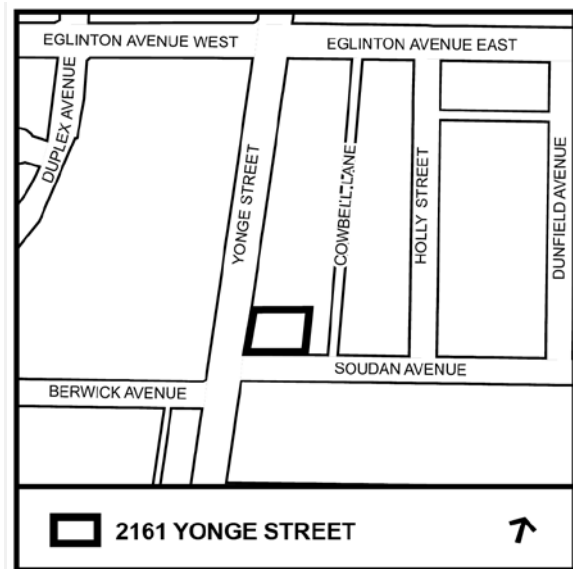 EGLINTON AVENUE WEST
EGLINTON AVENUE EAST
DUPLEX AVENUE
YONGE STREET
COWBELL LANE
HOLLY STREET
DUNFIELD AVENUE
SOUDAN AVENUE
BERWICK AVENUE
2161 YONGE STREET